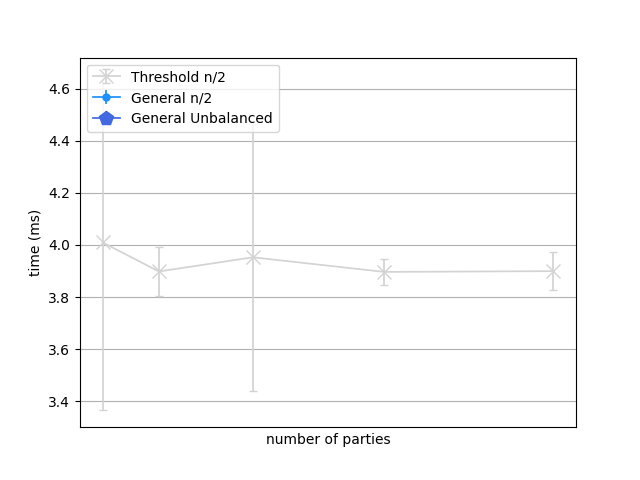 Threshold n/2
General n/2
General Unbalanced
4.6
4.4
4.2
4.0
3.8
3.6
3.4
time (ms)
number of parties